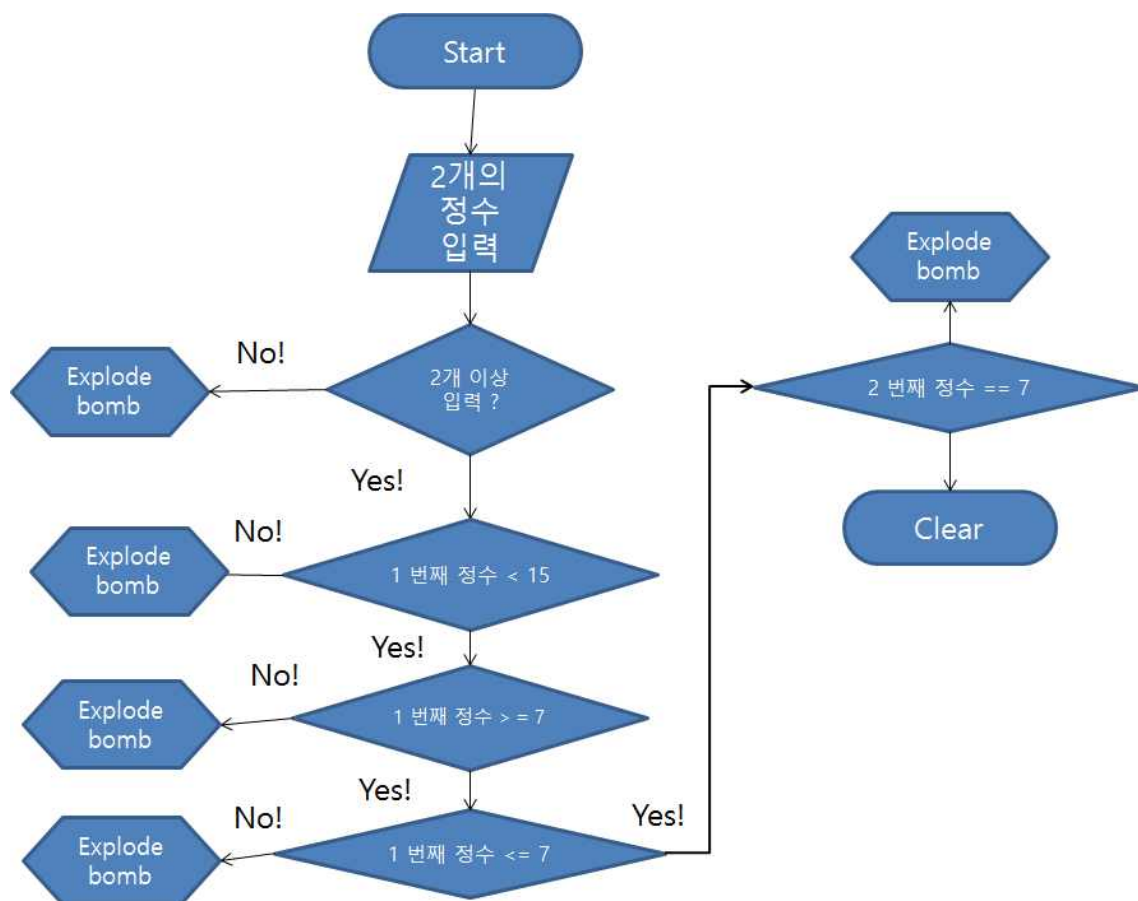 Start
2개의
정수
입력
No!
Explode
bomb
2개 이상
입력 ?
Yes!
No!
Explode
bomb
1 번째 정수 < 15
Yes!
No!
Explode
bomb
1 번째 정수 > = 7
Yes!
No!
Explode
bomb
1 번째 정수 <= 7
Yes!
Explode
bomb
2 번째 정수 == 7
Clear